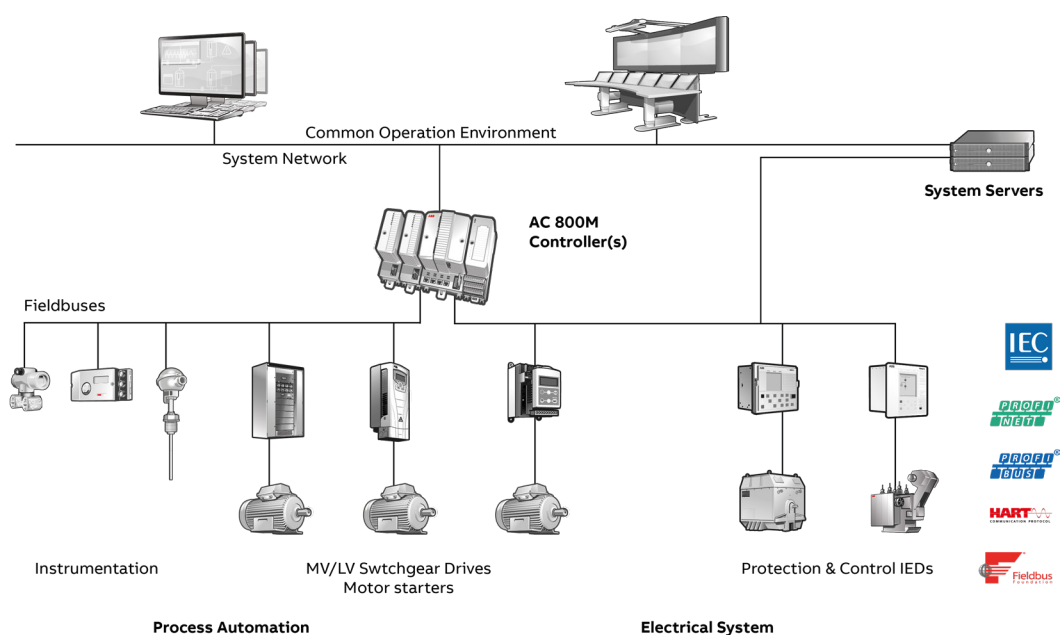 Common Operation Environment
System Network
System Servers
AC 800M
Controller(s)
Fieldbuses
IEC
PROFI
NET
PROFI
BUS
HART
COMMUNICATION PROTOCOL
Fieldbus
Foundation
Instrumentation
MV/LV Swtchgear Drives
Motor starters
Protection & Control IEDs
Process Automation
Electrical System